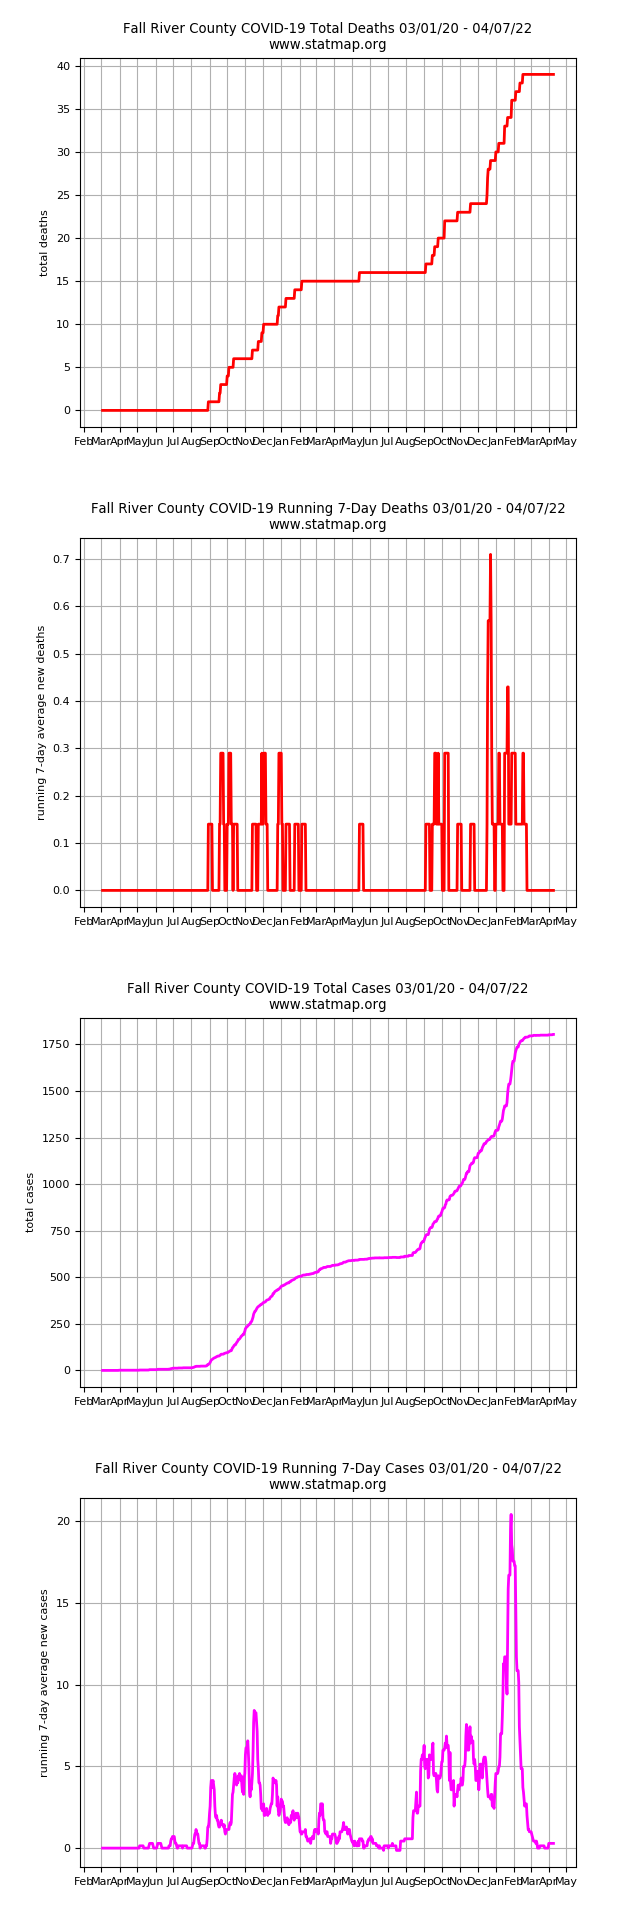 Fall River County COVID-19 Total Deaths 03/01/20 - 04/07/22
www.statmap.org
40
35
30
25
20
15
10
5
0
total deaths
Feb Mar Apr May Jun Jul Aug Sep Oct Nov Dec Jan Feb Mar Apr May Jun Jul Aug Sep Oct Nov Dec Jan Feb Mar Apr May
Fall River County COVID-19 Running 7-Day Deaths 03/01/20 - 04/07/22
www.statmap.org
0.7
0.6
0.5
0.4
0.3
0.2
0.1
0.0
running 7-day average new deaths
Feb Mar Apr May Jun Jul Aug Sep Oct Nov Dec Jan Feb Mar Apr May Jun Jul Aug Sep Oct Nov Dec Jan Feb Mar Apr May
Fall River County COVID-19 Total Cases 03/01/20 - 04/07/22
www.statmap.org
1750
1500
1250
1000
750
500
250
0
total cases
Feb Mar Apr May Jun Jul Aug Sep Oct Nov Dec Jan Feb Mar Apr May Jun Jul Aug Sep Oct Nov Dec Jan Feb Mar Apr May
Fall River County COVID-19 Running 7-Day Cases 03/01/20 - 04/07/22
www.statmap.org
20
15
10
5
0
running 7-day average new cases
Feb Mar Apr May Jun Jul Aug Sep Oct Nov Dec Jan Feb Mar Apr May Jun Jul Aug Sep Oct Nov Dec Jan Feb Mar Apr May